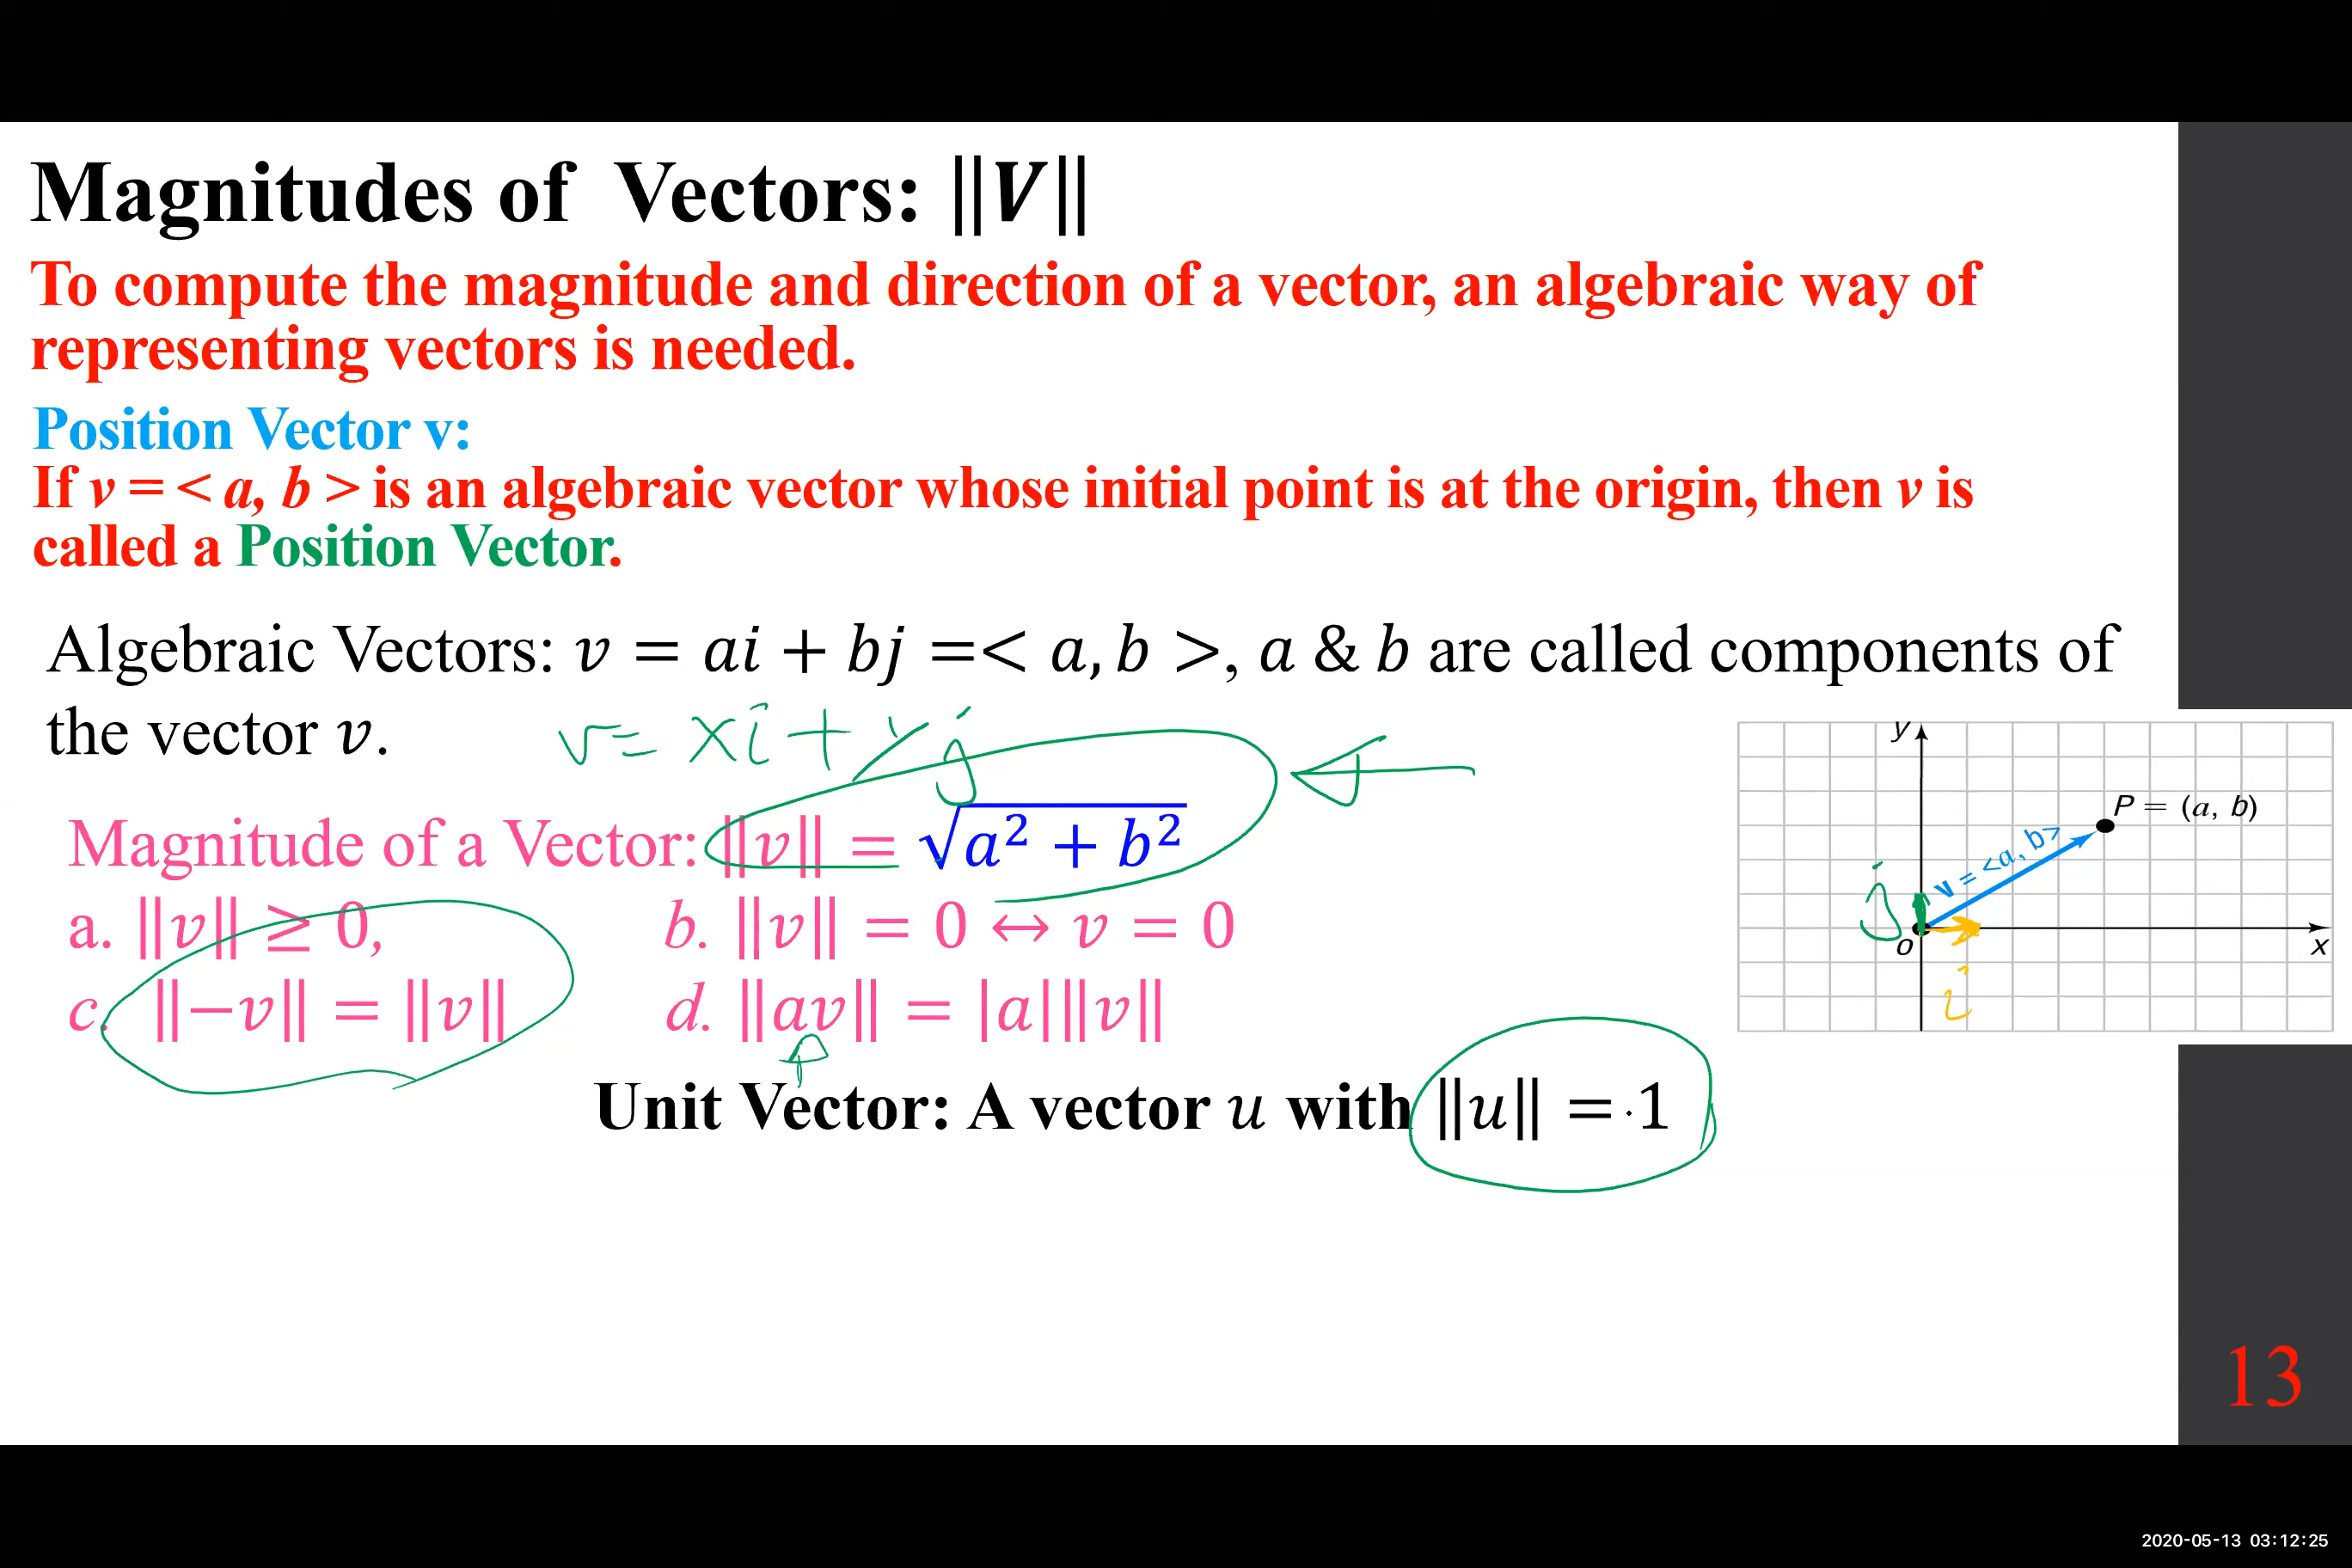 Magnitudes of Vectors: ‖V‖
To compute the magnitude and direction of a vector, an algebraic way of
representing vectors is needed.
Position Vector v:
If v = < a, b > is an algebraic vector whose initial point is at the origin, then v is
called a Position Vector.
Algebraic Vectors: v = ai + bj =< a, b >, a & b are called components of
the vector v.
v = xi + yj
Magnitude of a Vector: ‖v‖ = √a² + b²
a. ‖v‖ ≥ 0, b. ‖v‖ = 0 ↔ v = 0
c. ‖−v‖ = ‖v‖ d. ‖av‖ = |a|‖v‖
Unit Vector: A vector u with ‖u‖ = 1
y
P = (a, b)
v = <a, b>
j
O
x
i
13
2020-05-13 03:12:25